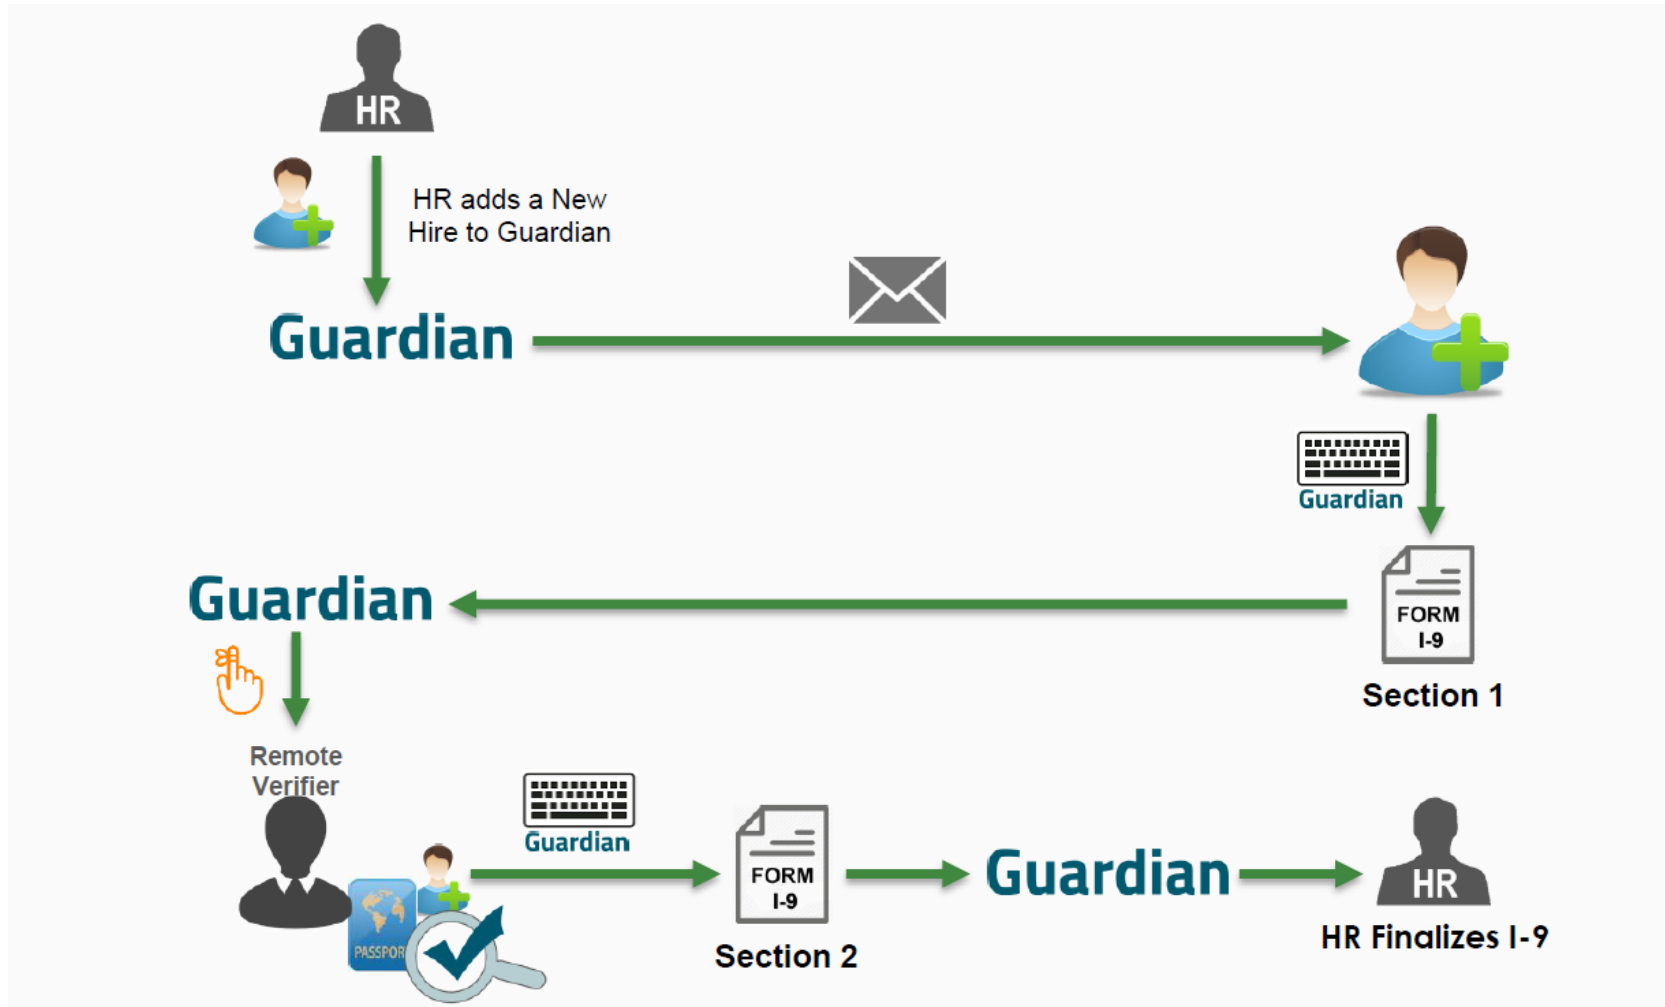 HR
HR adds a New
Hire to Guardian
Guardian
Guardian
FORM
I-9
Section 1
Guardian
Remote
Verifier
PASSPOR
Guardian
FORM
I-9
Section 2
Guardian
HR
HR Finalizes I-9